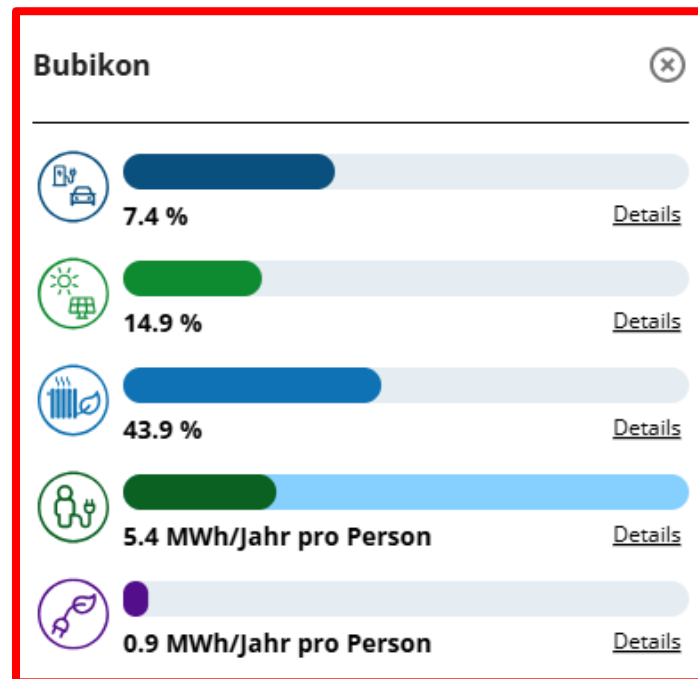 Bubikon
7.4 % Details
14.9 % Details
43.9 % Details
5.4 MWh/Jahr pro Person Details
0.9 MWh/Jahr pro Person Details